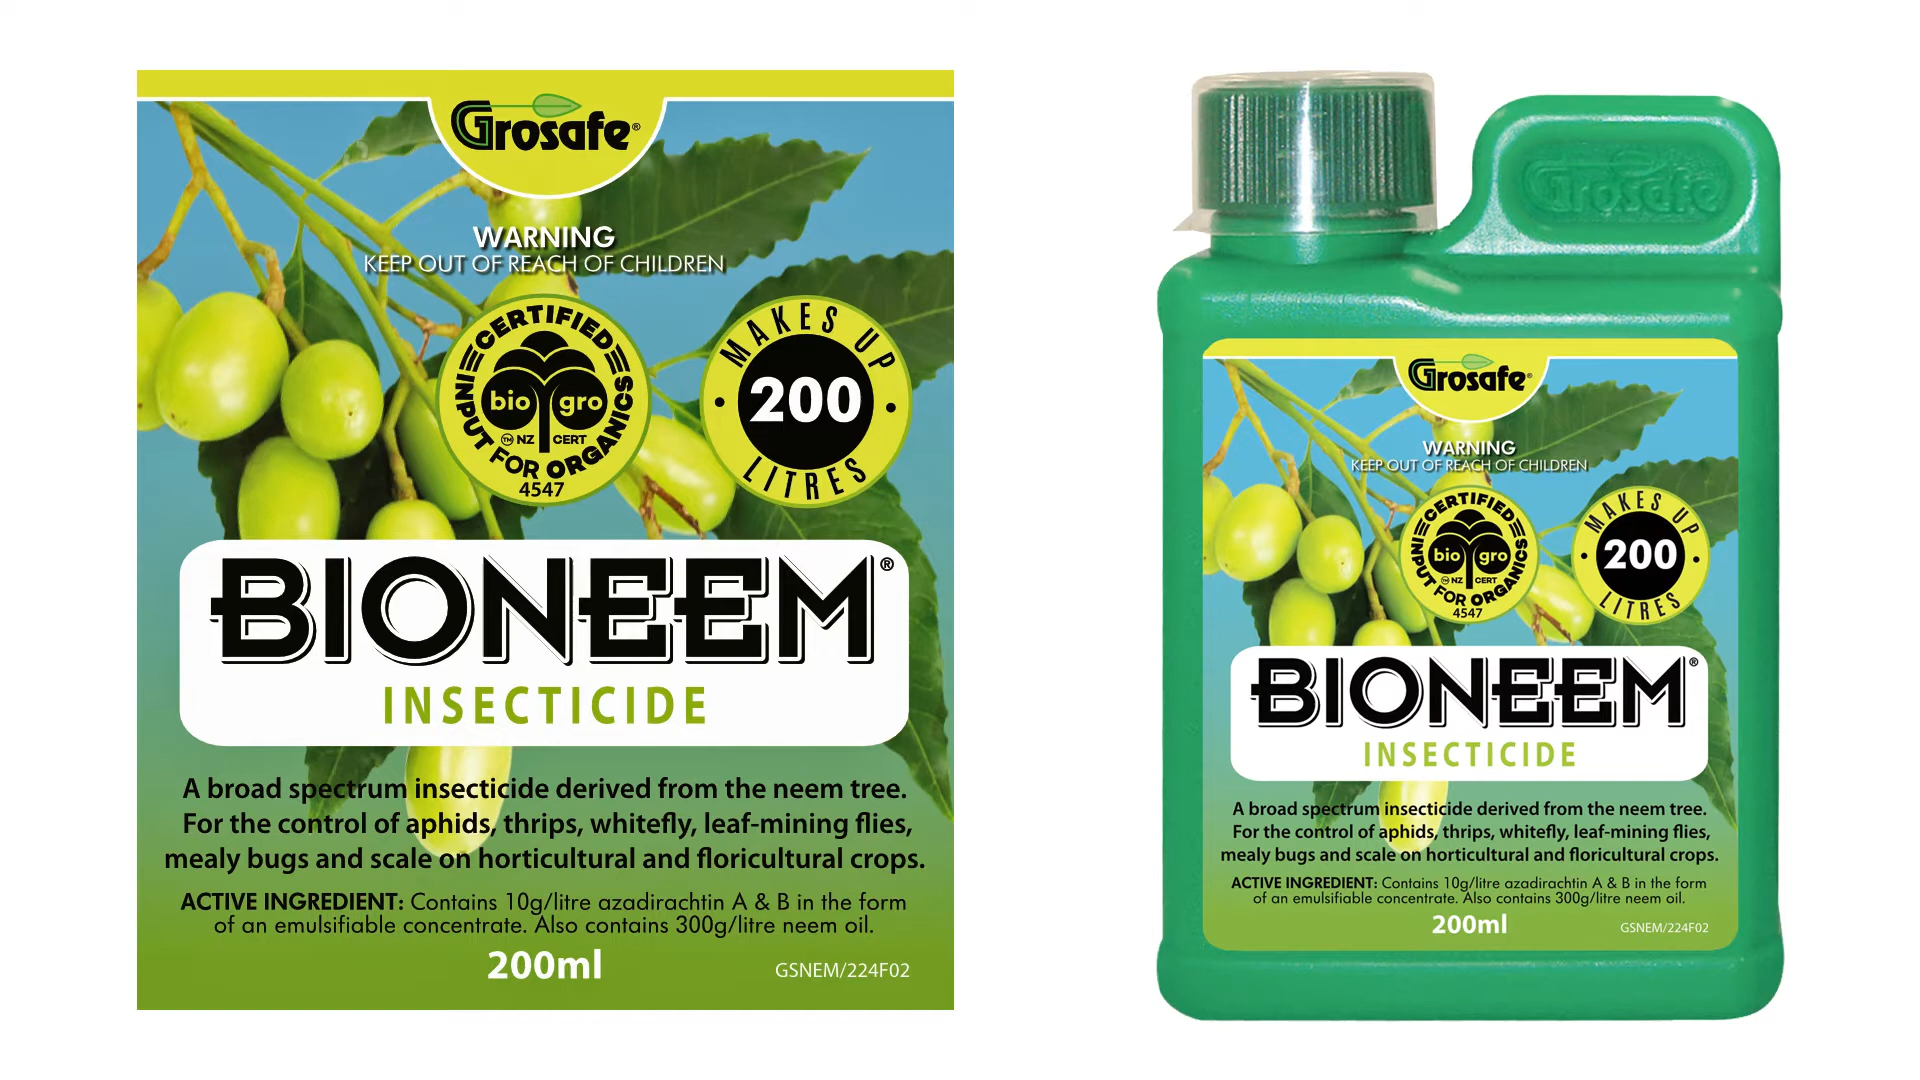 Grosafe®
WARNING
KEEP OUT OF REACH OF CHILDREN
CERTIFIED
INPUT FOR ORGANICS
bio gro
TM NZ CERT
4547
MAKES UP
200
LITRES
BIONEEM®
INSECTICIDE
A broad spectrum insecticide derived from the neem tree.
For the control of aphids, thrips, whitefly, leaf-mining flies,
mealy bugs and scale on horticultural and floricultural crops.
ACTIVE INGREDIENT: Contains 10g/litre azadirachtin A & B in the form
of an emulsifiable concentrate. Also contains 300g/litre neem oil.
200ml
GSNEM/224F02
Grosafe
Grosafe®
WARNING
KEEP OUT OF REACH OF CHILDREN
CERTIFIED
INPUT FOR ORGANICS
bio gro
TM NZ CERT
4547
MAKES UP
200
LITRES
BIONEEM®
INSECTICIDE
A broad spectrum insecticide derived from the neem tree.
For the control of aphids, thrips, whitefly, leaf-mining flies,
mealy bugs and scale on horticultural and floricultural crops.
ACTIVE INGREDIENT: Contains 10g/litre azadirachtin A & B in the form
of an emulsifiable concentrate. Also contains 300g/litre neem oil.
200ml
GSNEM/224F02